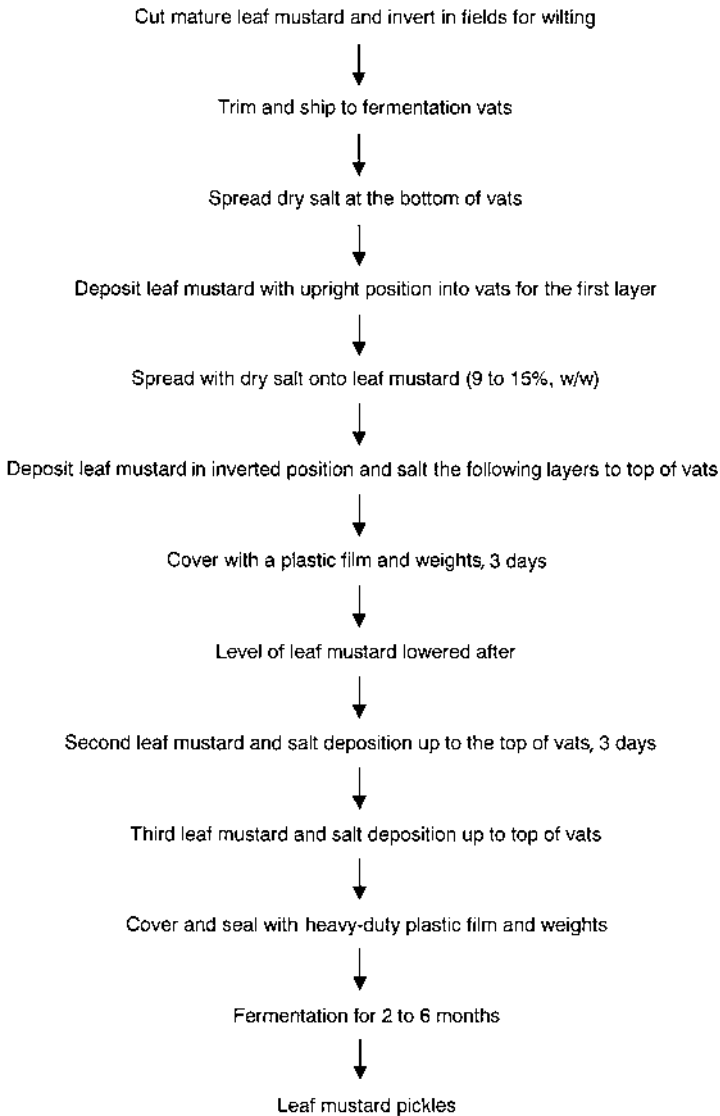 Cut mature leaf mustard and invert in fields for wilting
Trim and ship to fermentation vats
Spread dry salt at the bottom of vats
Deposit leaf mustard with upright position into vats for the first layer
Spread with dry salt onto leaf mustard (9 to 15%, w/w)
Deposit leaf mustard in inverted position and salt the following layers to top of vats
Cover with a plastic film and weights, 3 days
Level of leaf mustard lowered after
Second leaf mustard and salt deposition up to the top of vats, 3 days
Third leaf mustard and salt deposition up to top of vats
Cover and seal with heavy-duty plastic film and weights
Fermentation for 2 to 6 months
Leaf mustard pickles